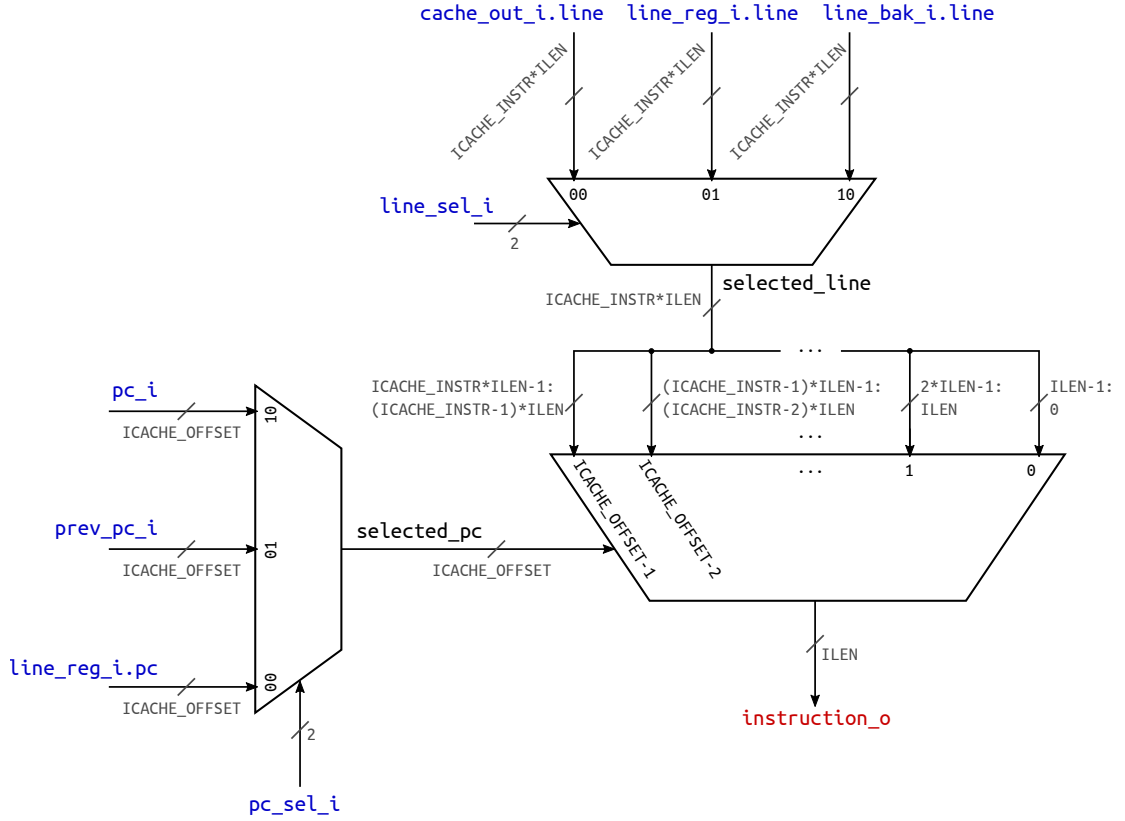 cache_out_i.line line_reg_i.line line_bak_i.line
ICACHE_INSTR*ILEN ICACHE_INSTR*ILEN ICACHE_INSTR*ILEN
00 01 10
line_sel_i
2
selected_line
ICACHE_INSTR*ILEN
...
ICACHE_INSTR*ILEN-1:
(ICACHE_INSTR-1)*ILEN
(ICACHE_INSTR-1)*ILEN-1:
(ICACHE_INSTR-2)*ILEN
...
2*ILEN-1:
ILEN
ILEN-1:
0
ICACHE_OFFSET-1
ICACHE_OFFSET-2
... 1 0
pc_i
ICACHE_OFFSET
10
prev_pc_i
ICACHE_OFFSET
01
line_reg_i.pc
ICACHE_OFFSET
00
selected_pc
ICACHE_OFFSET
2
pc_sel_i
ILEN
instruction_o